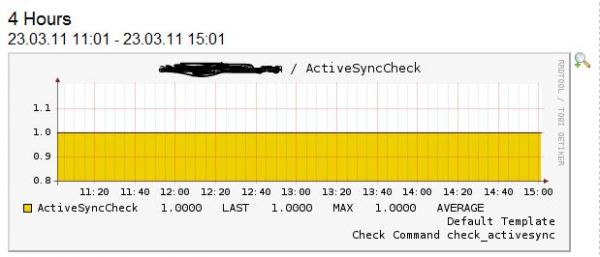 4 Hours
23.03.11 11:01 - 23.03.11 15:01
/ ActiveSyncCheck
RRDTOOL / TOBI OETIKER
1.1
1.0
0.9
0.8
11:20 11:40 12:00 12:20 12:40 13:00 13:20 13:40 14:00 14:20 14:40 15:00
ActiveSyncCheck 1.0000 LAST 1.0000 MAX 1.0000 AVERAGE
Default Template
Check Command check_activesync